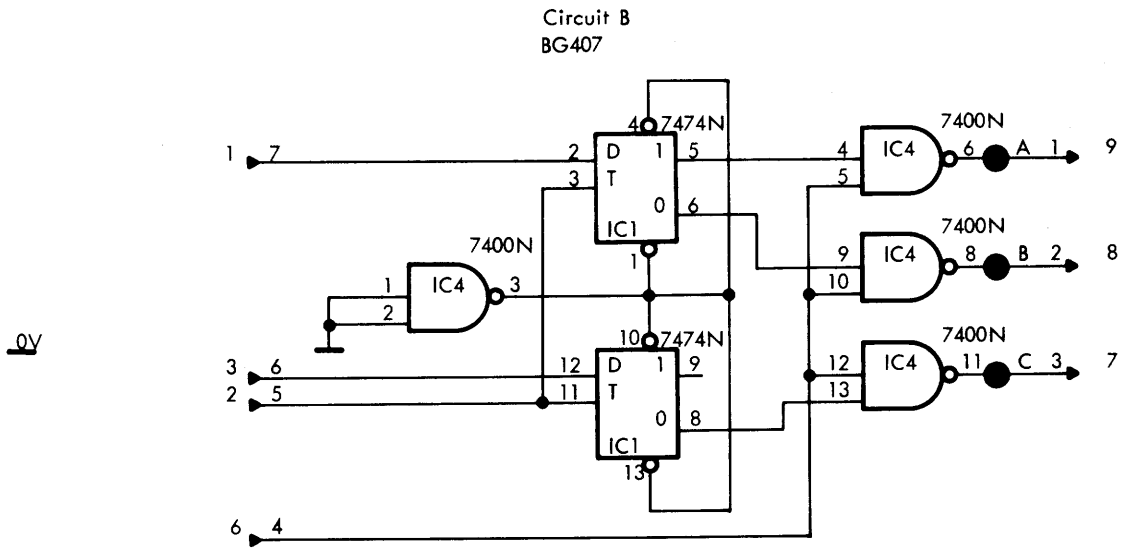 Circuit B
BG407
4 7474N
7400N
1 7 2 D 1 5 4 IC4 6 A 1 9
3 T 5
0 6
IC1
7400N
7400N
1
9 IC4 8 B 2 8
1 IC4 3 10
2
0V
10 7474N
7400N
3 6 12 D 1 9 12 IC4 11 C 3 7
2 5 11 T 13
0 8
IC1
13
6 4